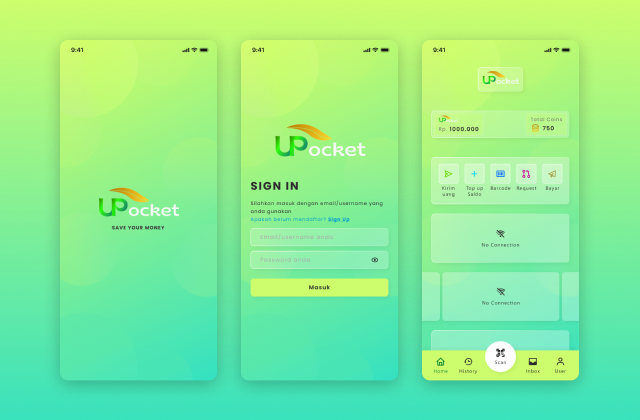 9:41
UPocket
SAVE YOUR MONEY
9:41
UPocket
SIGN IN
Silahkan masuk dengan email/username yang
anda gunakan
Apakah belum mendaftar? Sign up
Email/username anda
Password anda
Masuk
9:41
UPocket
UPocket
Rp. 1000.000
Total Coins
750
Kirim uang
Top up Saldo
Barcode
Request
Bayar
No Connection
No Connection
Home
History
Scan
Inbox
User